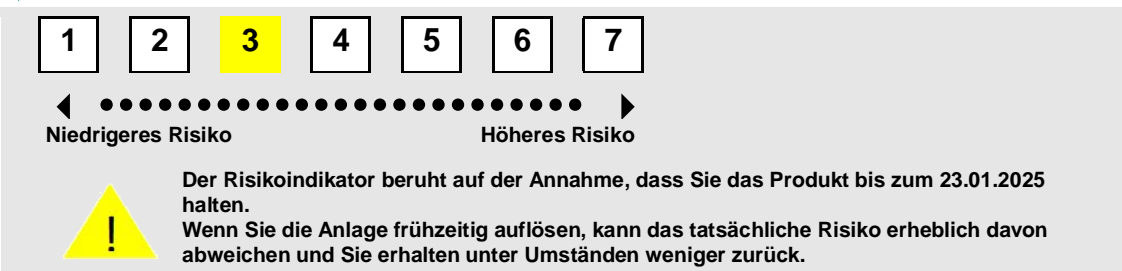 1 2 3 4 5 6 7
Niedrigeres Risiko Höheres Risiko
Der Risikoindikator beruht auf der Annahme, dass Sie das Produkt bis zum 23.01.2025
halten.
Wenn Sie die Anlage frühzeitig auflösen, kann das tatsächliche Risiko erheblich davon
abweichen und Sie erhalten unter Umständen weniger zurück.
!